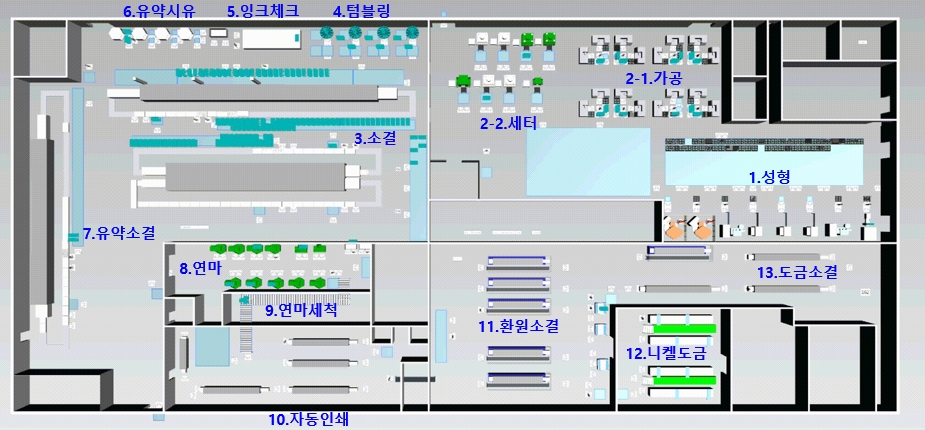 6.유약시유
5.잉크체크
4.텀블링
2-1.가공
2-2.세터
3.소결
1.성형
7.유약소결
8.연마
13.도금소결
9.연마세척
11.환원소결
12.니켈도금
10.자동인쇄